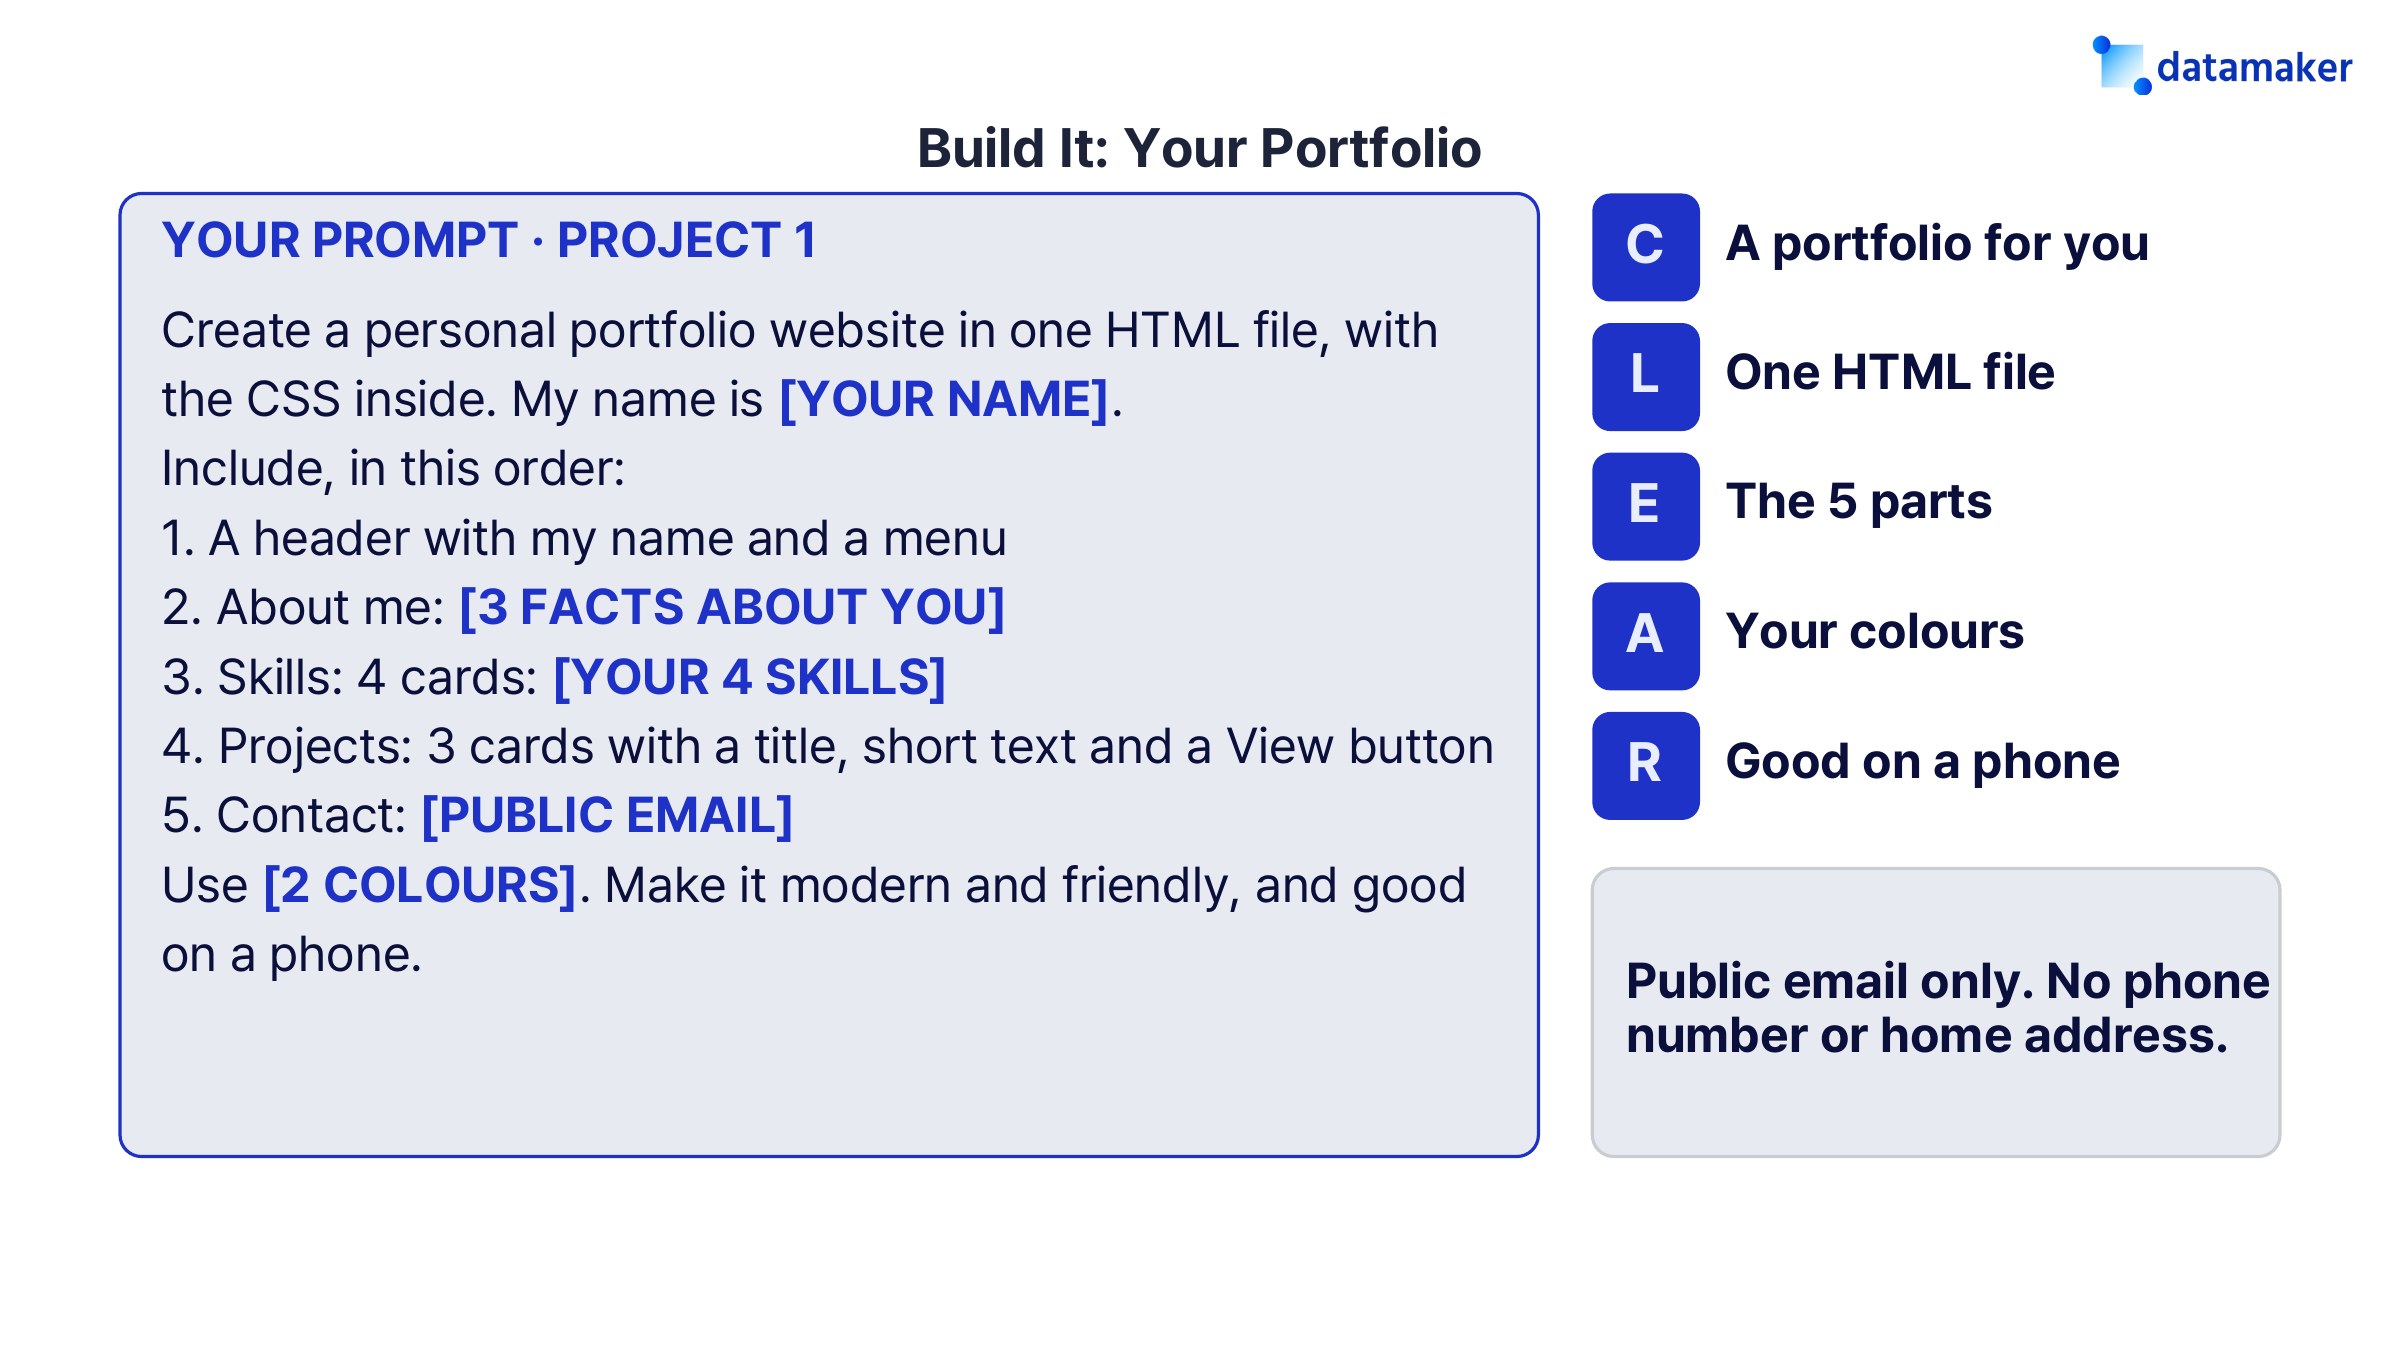 datamaker
Build It: Your Portfolio
YOUR PROMPT · PROJECT 1
Create a personal portfolio website in one HTML file, with
the CSS inside. My name is [YOUR NAME].
Include, in this order:
1. A header with my name and a menu
2. About me: [3 FACTS ABOUT YOU]
3. Skills: 4 cards: [YOUR 4 SKILLS]
4. Projects: 3 cards with a title, short text and a View button
5. Contact: [PUBLIC EMAIL]
Use [2 COLOURS]. Make it modern and friendly, and good
on a phone.
C A portfolio for you
L One HTML file
E The 5 parts
A Your colours
R Good on a phone
Public email only. No phone
number or home address.